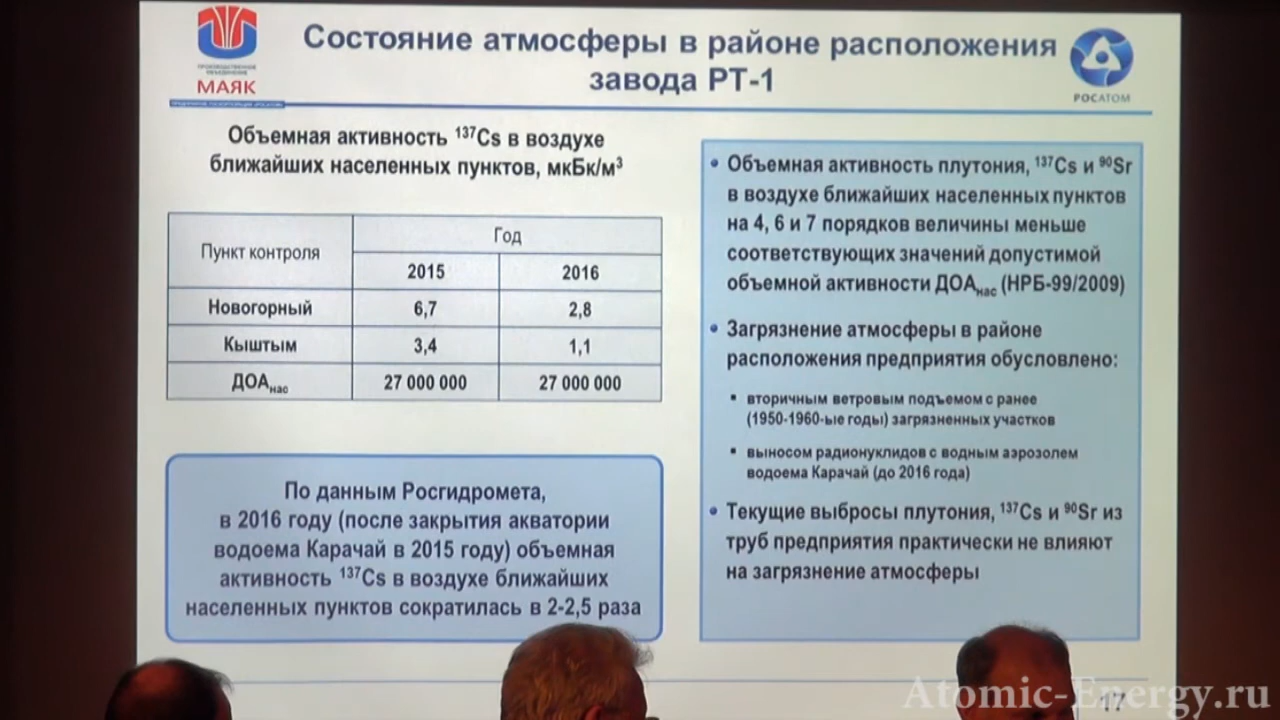 Состояние атмосферы в районе расположения
завода РТ-1
ПРОИЗВОДСТВЕННОЕ
ОБЪЕДИНЕНИЕ
МАЯК
РОСАТОМ
Объемная активность ¹³⁷Cs в воздухе
ближайших населенных пунктов, мкБк/м³
Пункт контроля Год
2015 2016
Новогорный 6,7 2,8
Кыштым 3,4 1,1
ДОАнас 27 000 000 27 000 000
По данным Росгидромета,
в 2016 году (после закрытия акватории
водоема Карачай в 2015 году) объемная
активность ¹³⁷Cs в воздухе ближайших
населенных пунктов сократилась в 2-2,5 раза
• Объемная активность плутония, ¹³⁷Cs и ⁹⁰Sr
в воздухе ближайших населенных пунктов
на 4, 6 и 7 порядков величины меньше
соответствующих значений допустимой
объемной активности ДОАнас (НРБ-99/2009)
• Загрязнение атмосферы в районе
расположения предприятия обусловлено:
▪ вторичным ветровым подъемом с ранее
(1950-1960-ые годы) загрязненных участков
▪ выносом радионуклидов с водным аэрозолем
водоема Карачай (до 2016 года)
• Текущие выбросы плутония, ¹³⁷Cs и ⁹⁰Sr из
труб предприятия практически не влияют
на загрязнение атмосферы
17
Atomic-Energy.ru